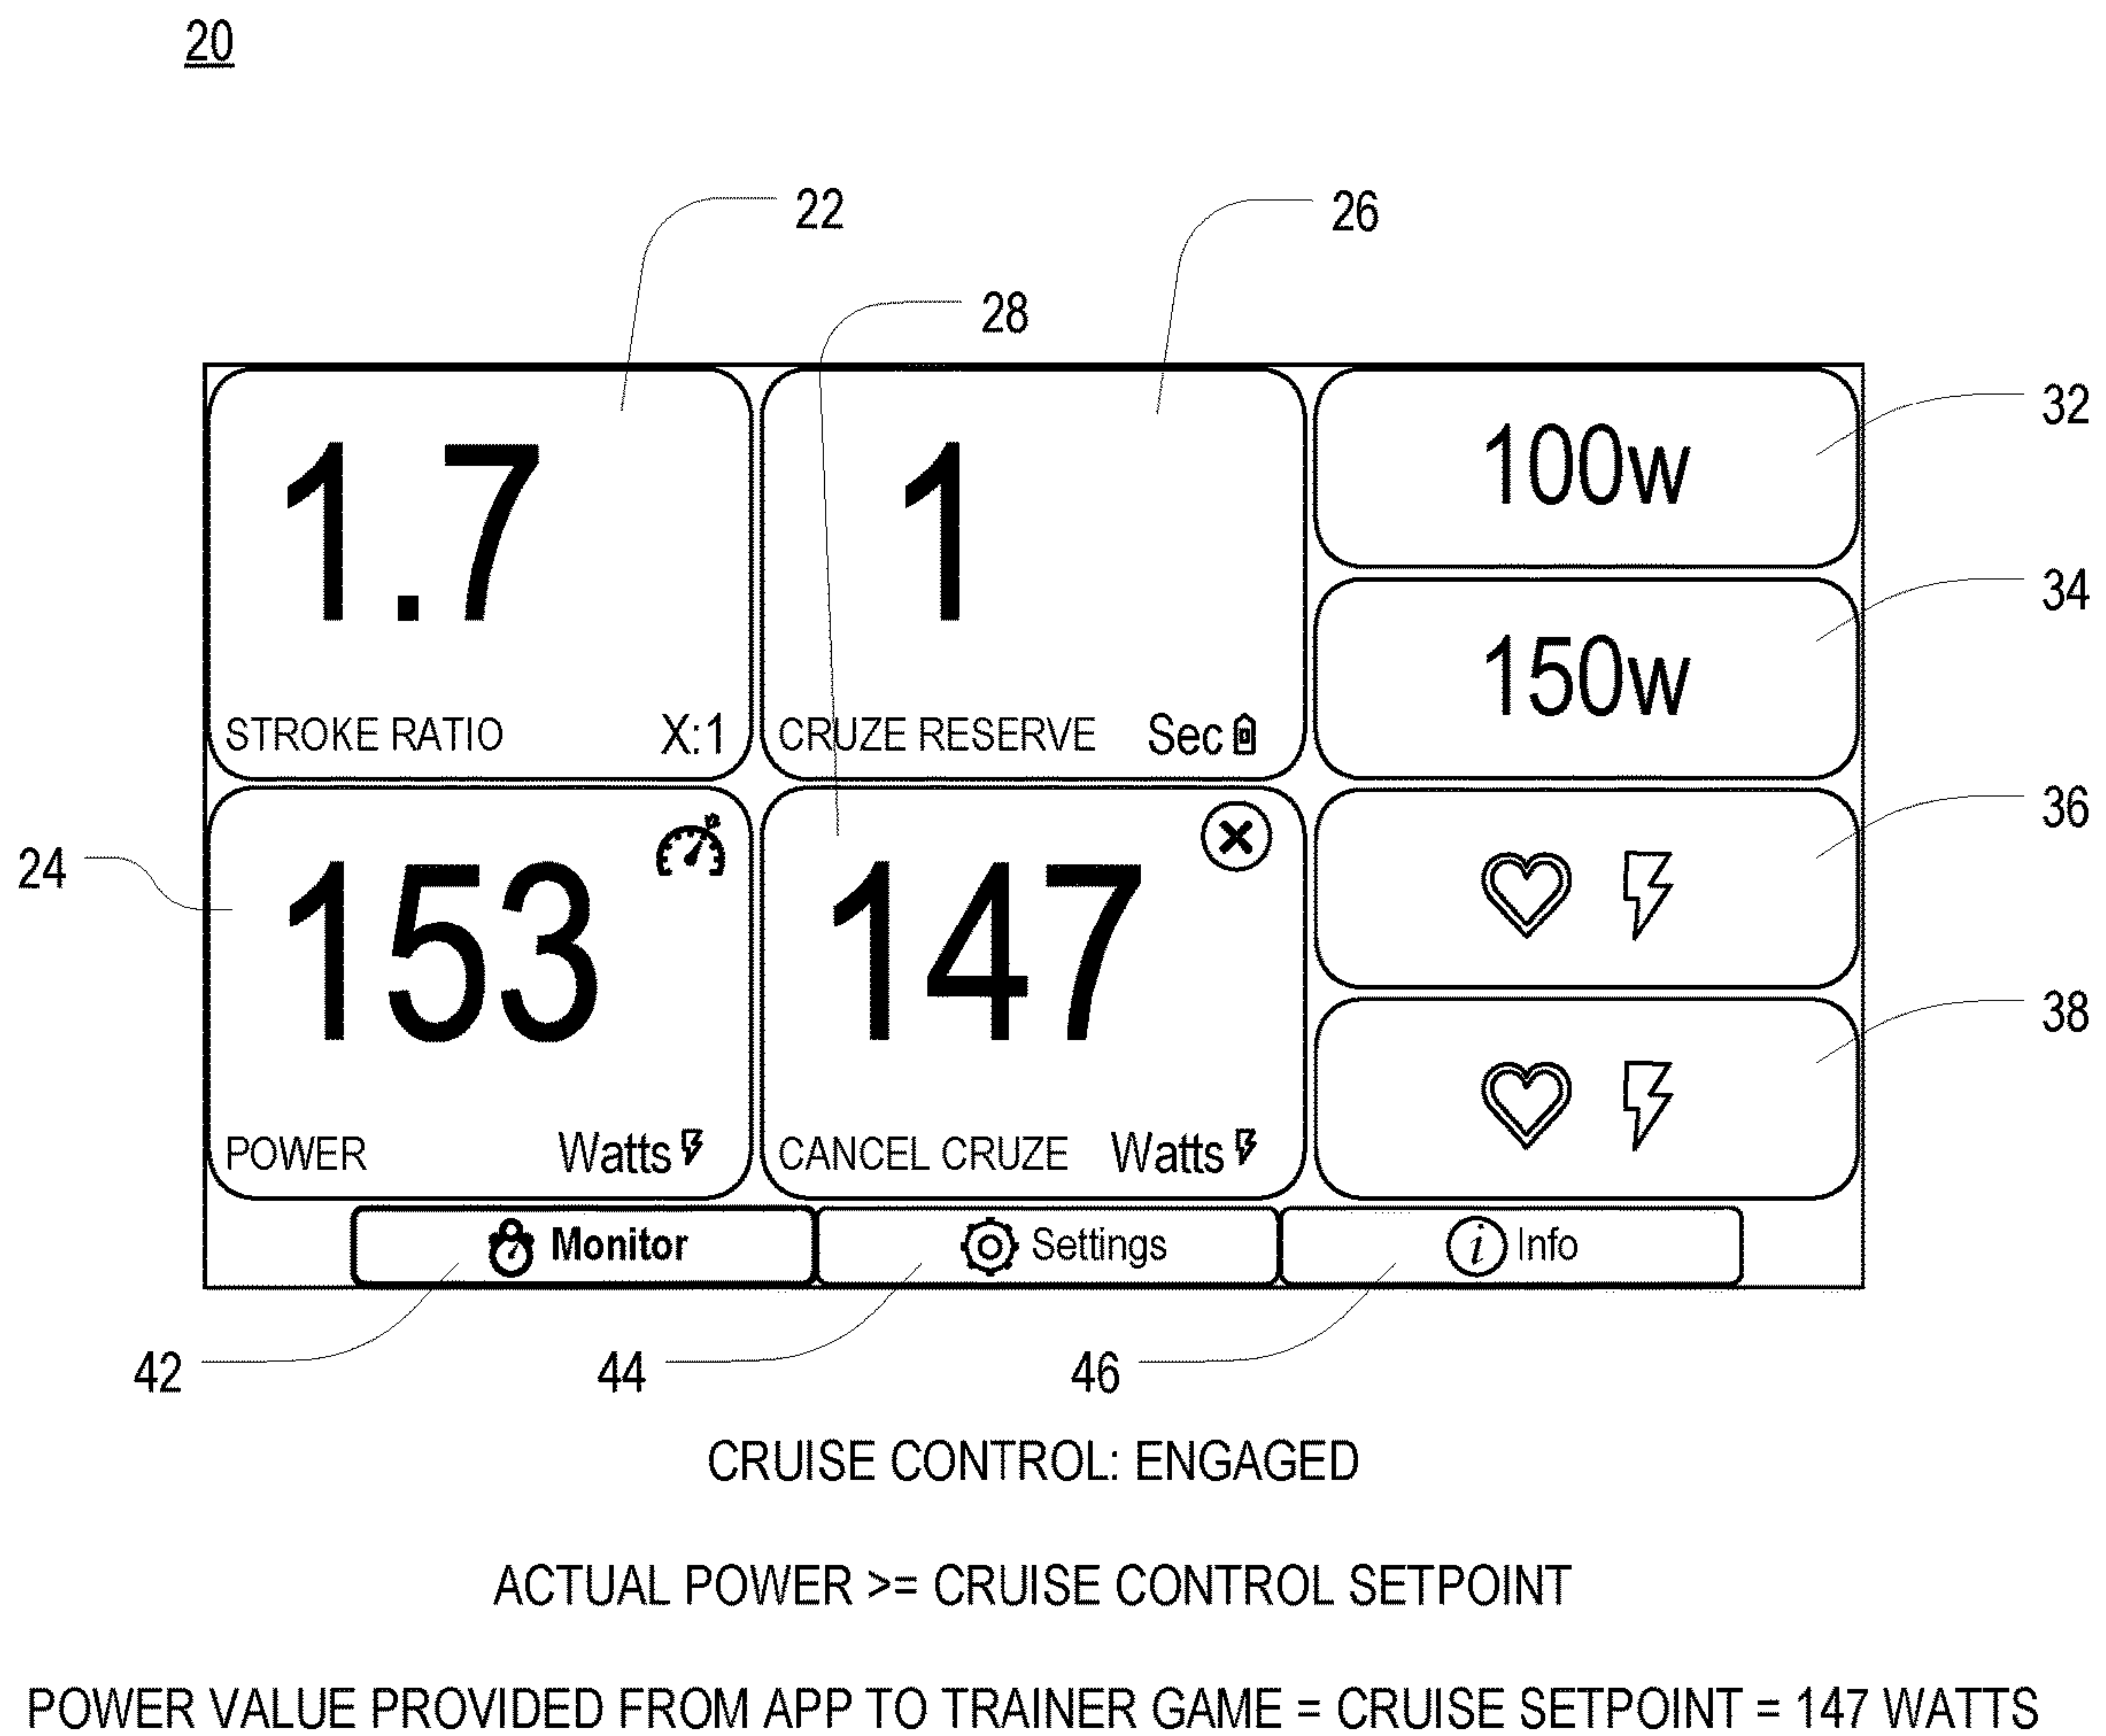 20
22
26
28
1.7
STROKE RATIO X:1
1
CRUZE RESERVE Sec
100w
32
150w
34
24
153
POWER Watts
147
CANCEL CRUZE Watts
36
38
Monitor
Settings
i Info
42
44
46
CRUISE CONTROL: ENGAGED
ACTUAL POWER >= CRUISE CONTROL SETPOINT
POWER VALUE PROVIDED FROM APP TO TRAINER GAME = CRUISE SETPOINT = 147 WATTS